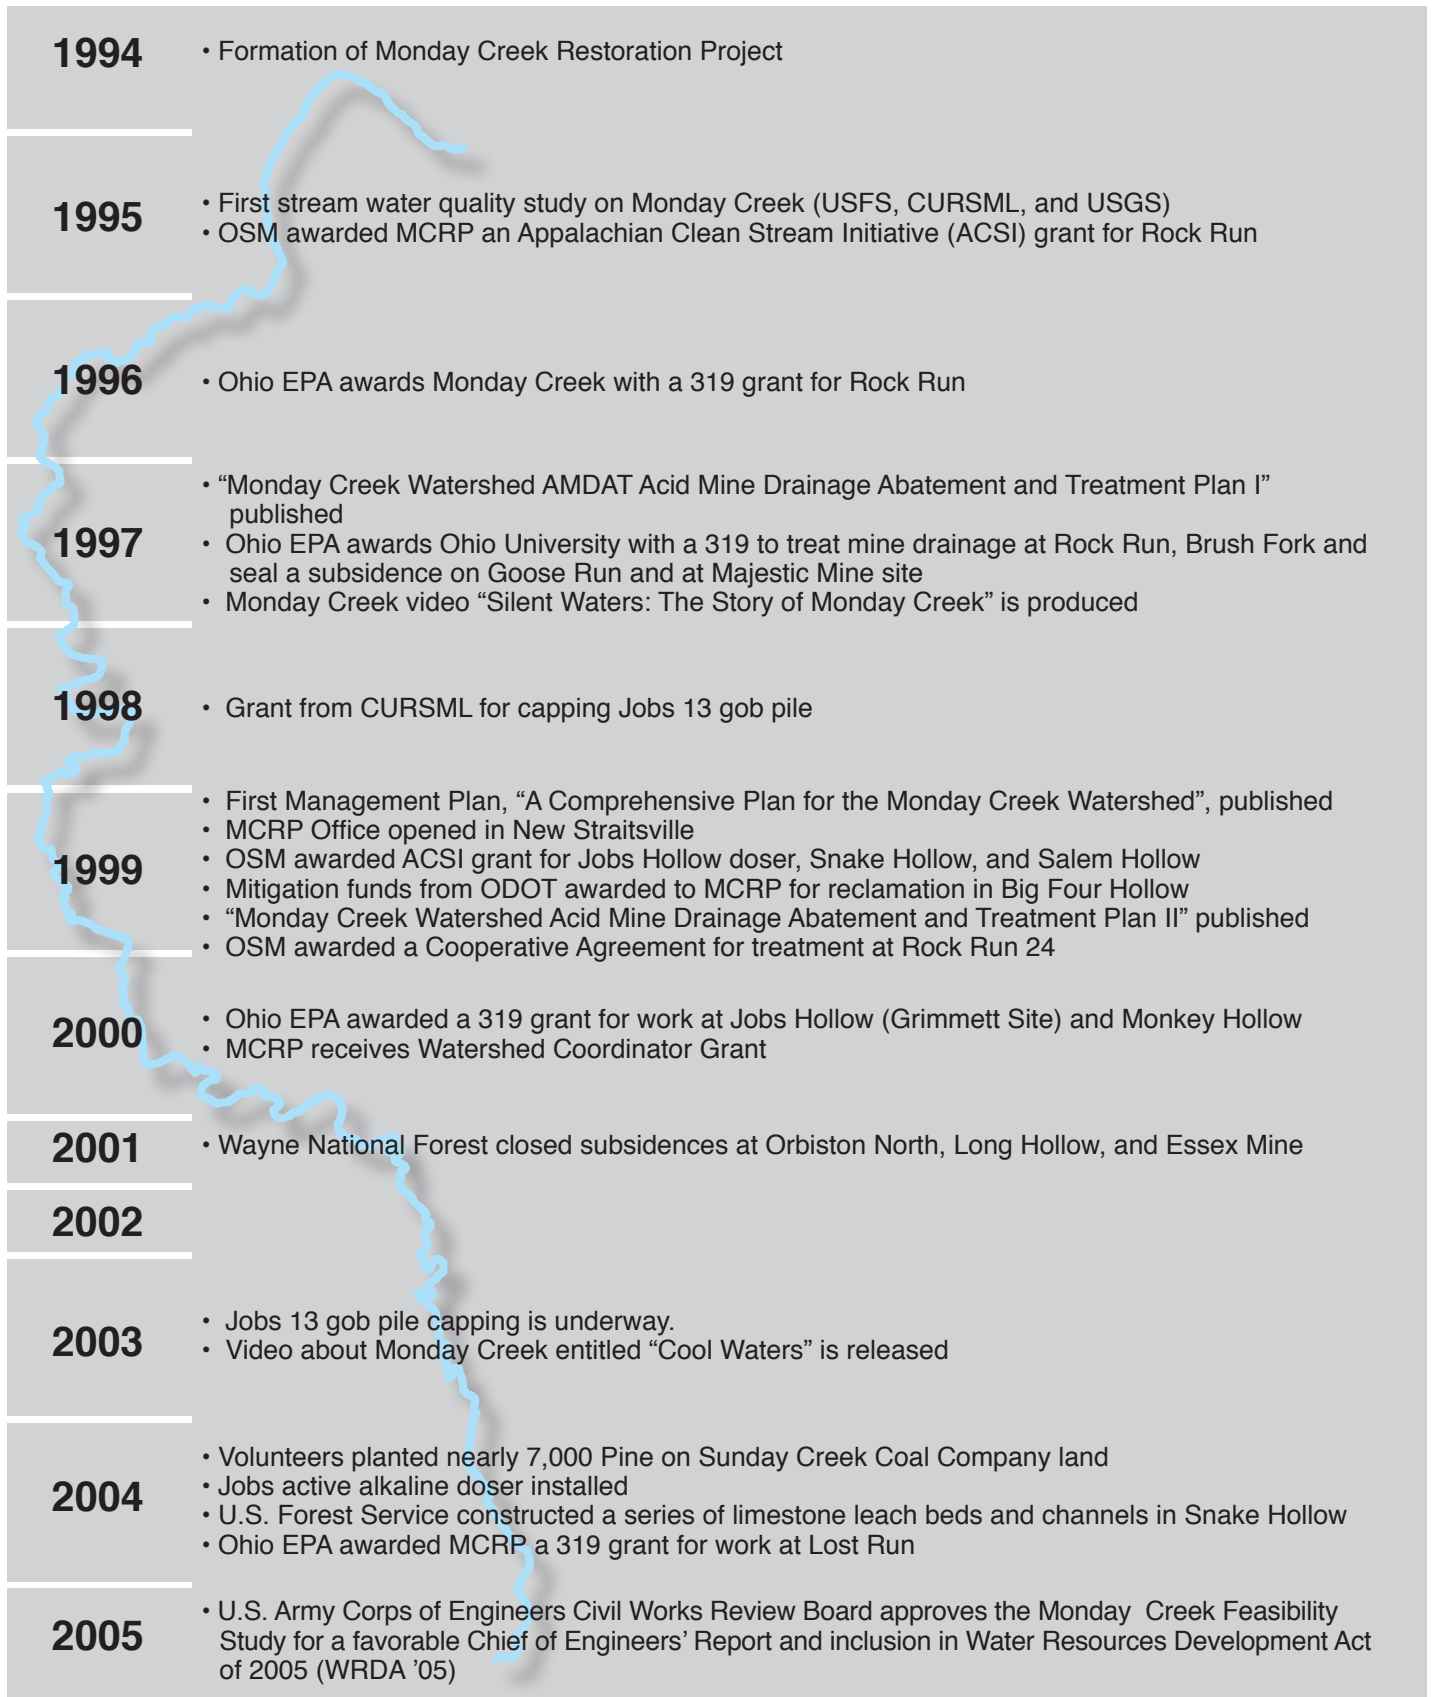 1994
• Formation of Monday Creek Restoration Project
1995
• First stream water quality study on Monday Creek (USFS, CURSML, and USGS)
• OSM awarded MCRP an Appalachian Clean Stream Initiative (ACSI) grant for Rock Run
1996
• Ohio EPA awards Monday Creek with a 319 grant for Rock Run
1997
• “Monday Creek Watershed AMDAT Acid Mine Drainage Abatement and Treatment Plan I”
published
• Ohio EPA awards Ohio University with a 319 to treat mine drainage at Rock Run, Brush Fork and
seal a subsidence on Goose Run and at Majestic Mine site
• Monday Creek video “Silent Waters: The Story of Monday Creek” is produced
1998
• Grant from CURSML for capping Jobs 13 gob pile
1999
• First Management Plan, “A Comprehensive Plan for the Monday Creek Watershed”, published
• MCRP Office opened in New Straitsville
• OSM awarded ACSI grant for Jobs Hollow doser, Snake Hollow, and Salem Hollow
• Mitigation funds from ODOT awarded to MCRP for reclamation in Big Four Hollow
• “Monday Creek Watershed Acid Mine Drainage Abatement and Treatment Plan II” published
• OSM awarded a Cooperative Agreement for treatment at Rock Run 24
2000
• Ohio EPA awarded a 319 grant for work at Jobs Hollow (Grimmett Site) and Monkey Hollow
• MCRP receives Watershed Coordinator Grant
2001
• Wayne National Forest closed subsidences at Orbiston North, Long Hollow, and Essex Mine
2002
2003
• Jobs 13 gob pile capping is underway.
• Video about Monday Creek entitled “Cool Waters” is released
2004
• Volunteers planted nearly 7,000 Pine on Sunday Creek Coal Company land
• Jobs active alkaline doser installed
• U.S. Forest Service constructed a series of limestone leach beds and channels in Snake Hollow
• Ohio EPA awarded MCRP a 319 grant for work at Lost Run
2005
• U.S. Army Corps of Engineers Civil Works Review Board approves the Monday Creek Feasibility
Study for a favorable Chief of Engineers’ Report and inclusion in Water Resources Development Act
of 2005 (WRDA ’05)